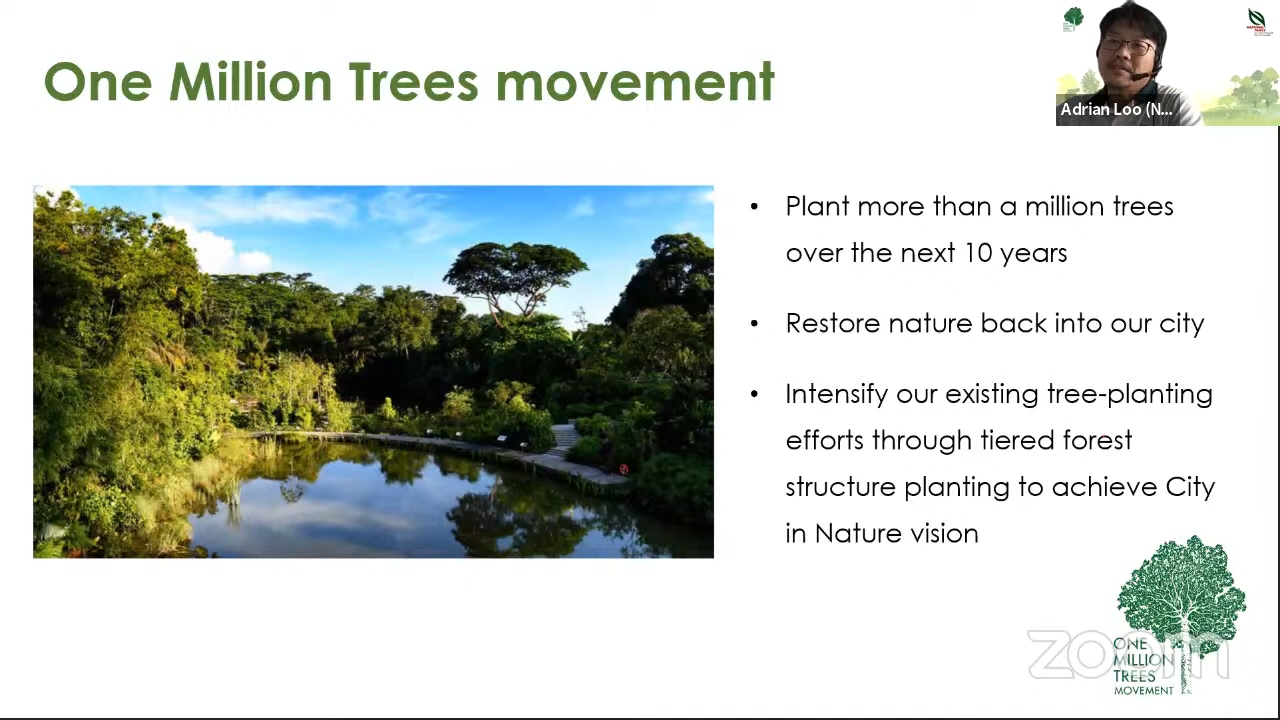 One Million Trees movement
Adrian Loo (N...
• Plant more than a million trees
over the next 10 years
• Restore nature back into our city
• Intensify our existing tree-planting
efforts through tiered forest
structure planting to achieve City
in Nature vision
zoom
ONE
MILLION
TREES
MOVEMENT